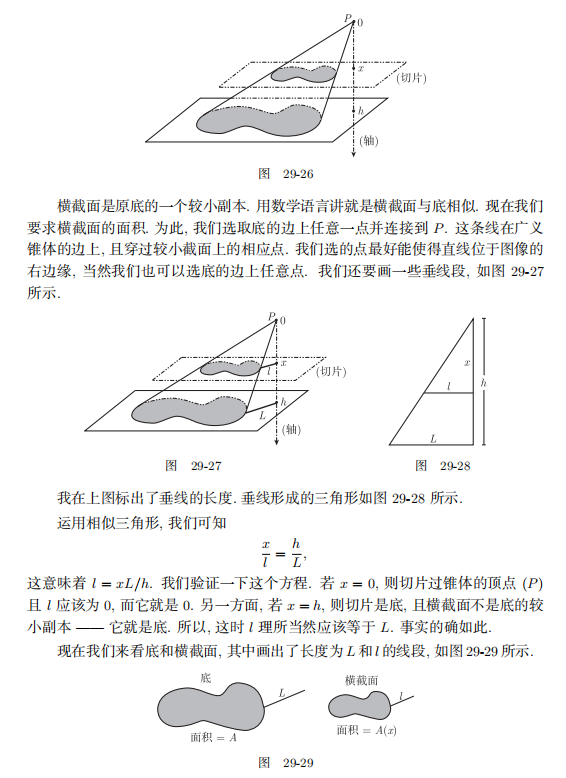 P
0
x
(切片)
h
(轴)
图 29-26
横截面是原底的一个较小副本. 用数学语言讲就是横截面与底相似. 现在我们
要求横截面的面积. 为此, 我们选取底的边上任意一点并连接到 P. 这条线在广义
锥体的边上, 且穿过较小截面上的相应点. 我们选的点最好能使得直线位于图像的
右边缘, 当然我们也可以选底的边上任意点. 我们还要画一些垂线段, 如图 29-27
所示.
P
0
x
l
(切片)
h
L
(轴)
图 29-27
x
l
h
L
图 29-28
我在上图标出了垂线的长度. 垂线形成的三角形如图 29-28 所示.
运用相似三角形, 我们可知
x/l = h/L,
这意味着 l = xL/h. 我们验证一下这个方程. 若 x = 0, 则切片过锥体的顶点 (P)
且 l 应该为 0, 而它就是 0. 另一方面, 若 x = h, 则切片是底, 且横截面不是底的较
小副本 —— 它就是底. 所以, 这时 l 理所当然应该等于 L. 事实的确如此.
现在我们来看底和横截面, 其中画出了长度为 L 和 l 的线段, 如图 29-29 所示.
底
L
面积 = A
横截面
l
面积 = A(x)
图 29-29